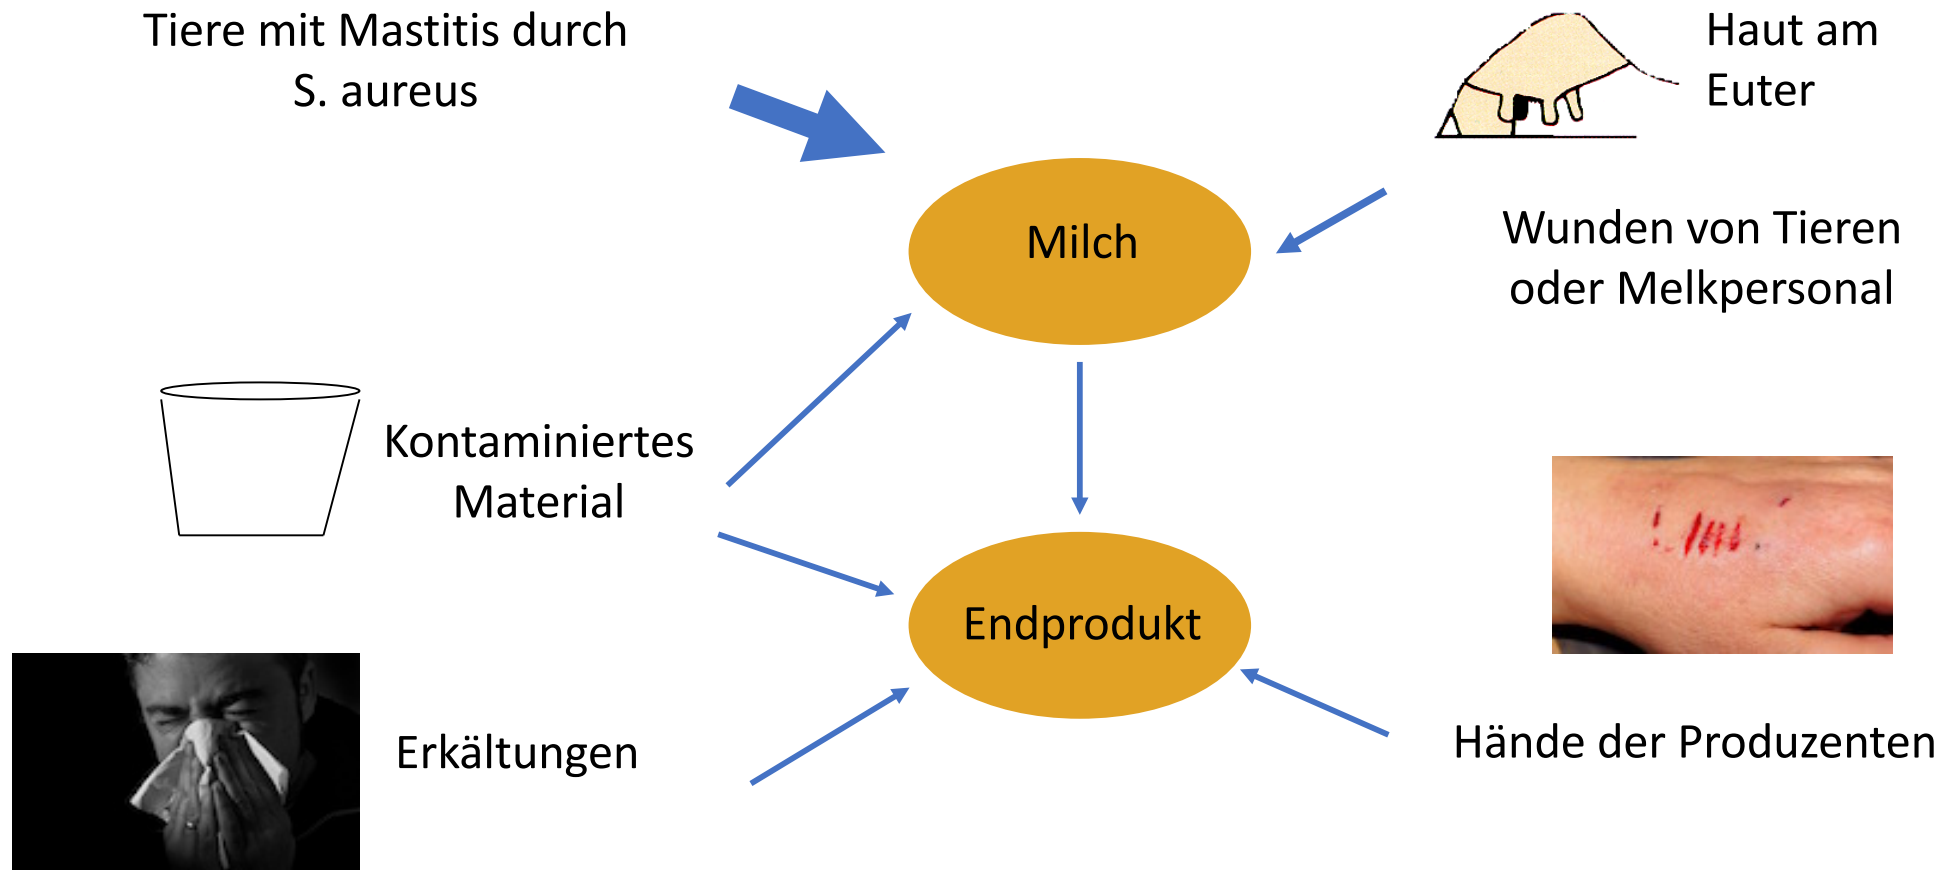 Tiere mit Mastitis durch
S. aureus
Haut am
Euter
Milch
Wunden von Tieren
oder Melkpersonal
Kontaminiertes
Material
Endprodukt
Erkältungen
Hände der Produzenten